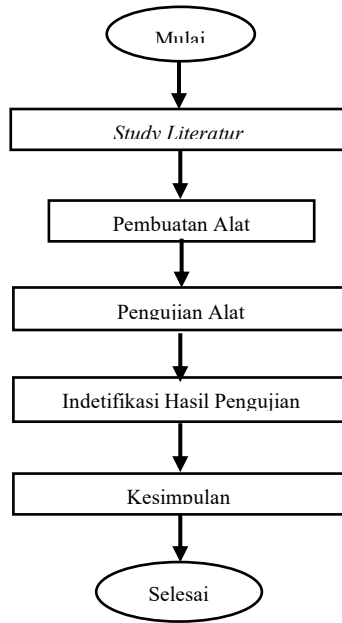 Mulai
Study Literatur
Pembuatan Alat
Pengujian Alat
Indetifikasi Hasil Pengujian
Kesimpulan
Selesai